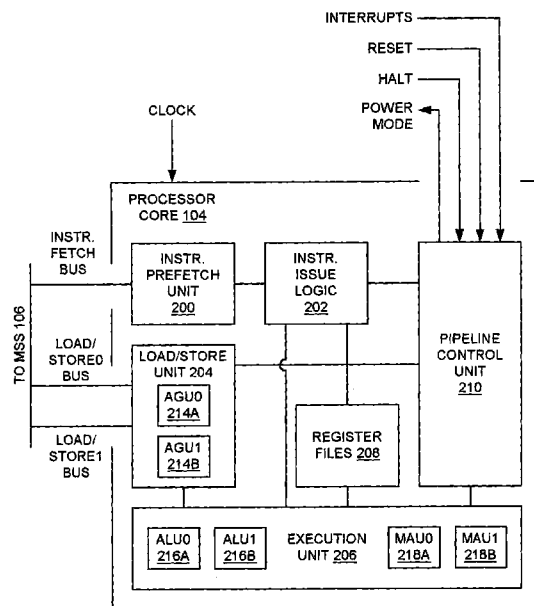 INTERRUPTS
RESET
HALT
POWER
MODE
CLOCK
PROCESSOR
CORE 104
INSTR.
FETCH
BUS
INSTR.
PREFETCH
UNIT
200
INSTR.
ISSUE
LOGIC
202
PIPELINE
CONTROL
UNIT
210
TO MSS 106
LOAD/
STORE0
BUS
LOAD/STORE
UNIT 204
AGU0
214A
AGU1
214B
LOAD/
STORE1
BUS
REGISTER
FILES 208
ALU0
216A
ALU1
216B
EXECUTION
UNIT 206
MAU0
218A
MAU1
218B